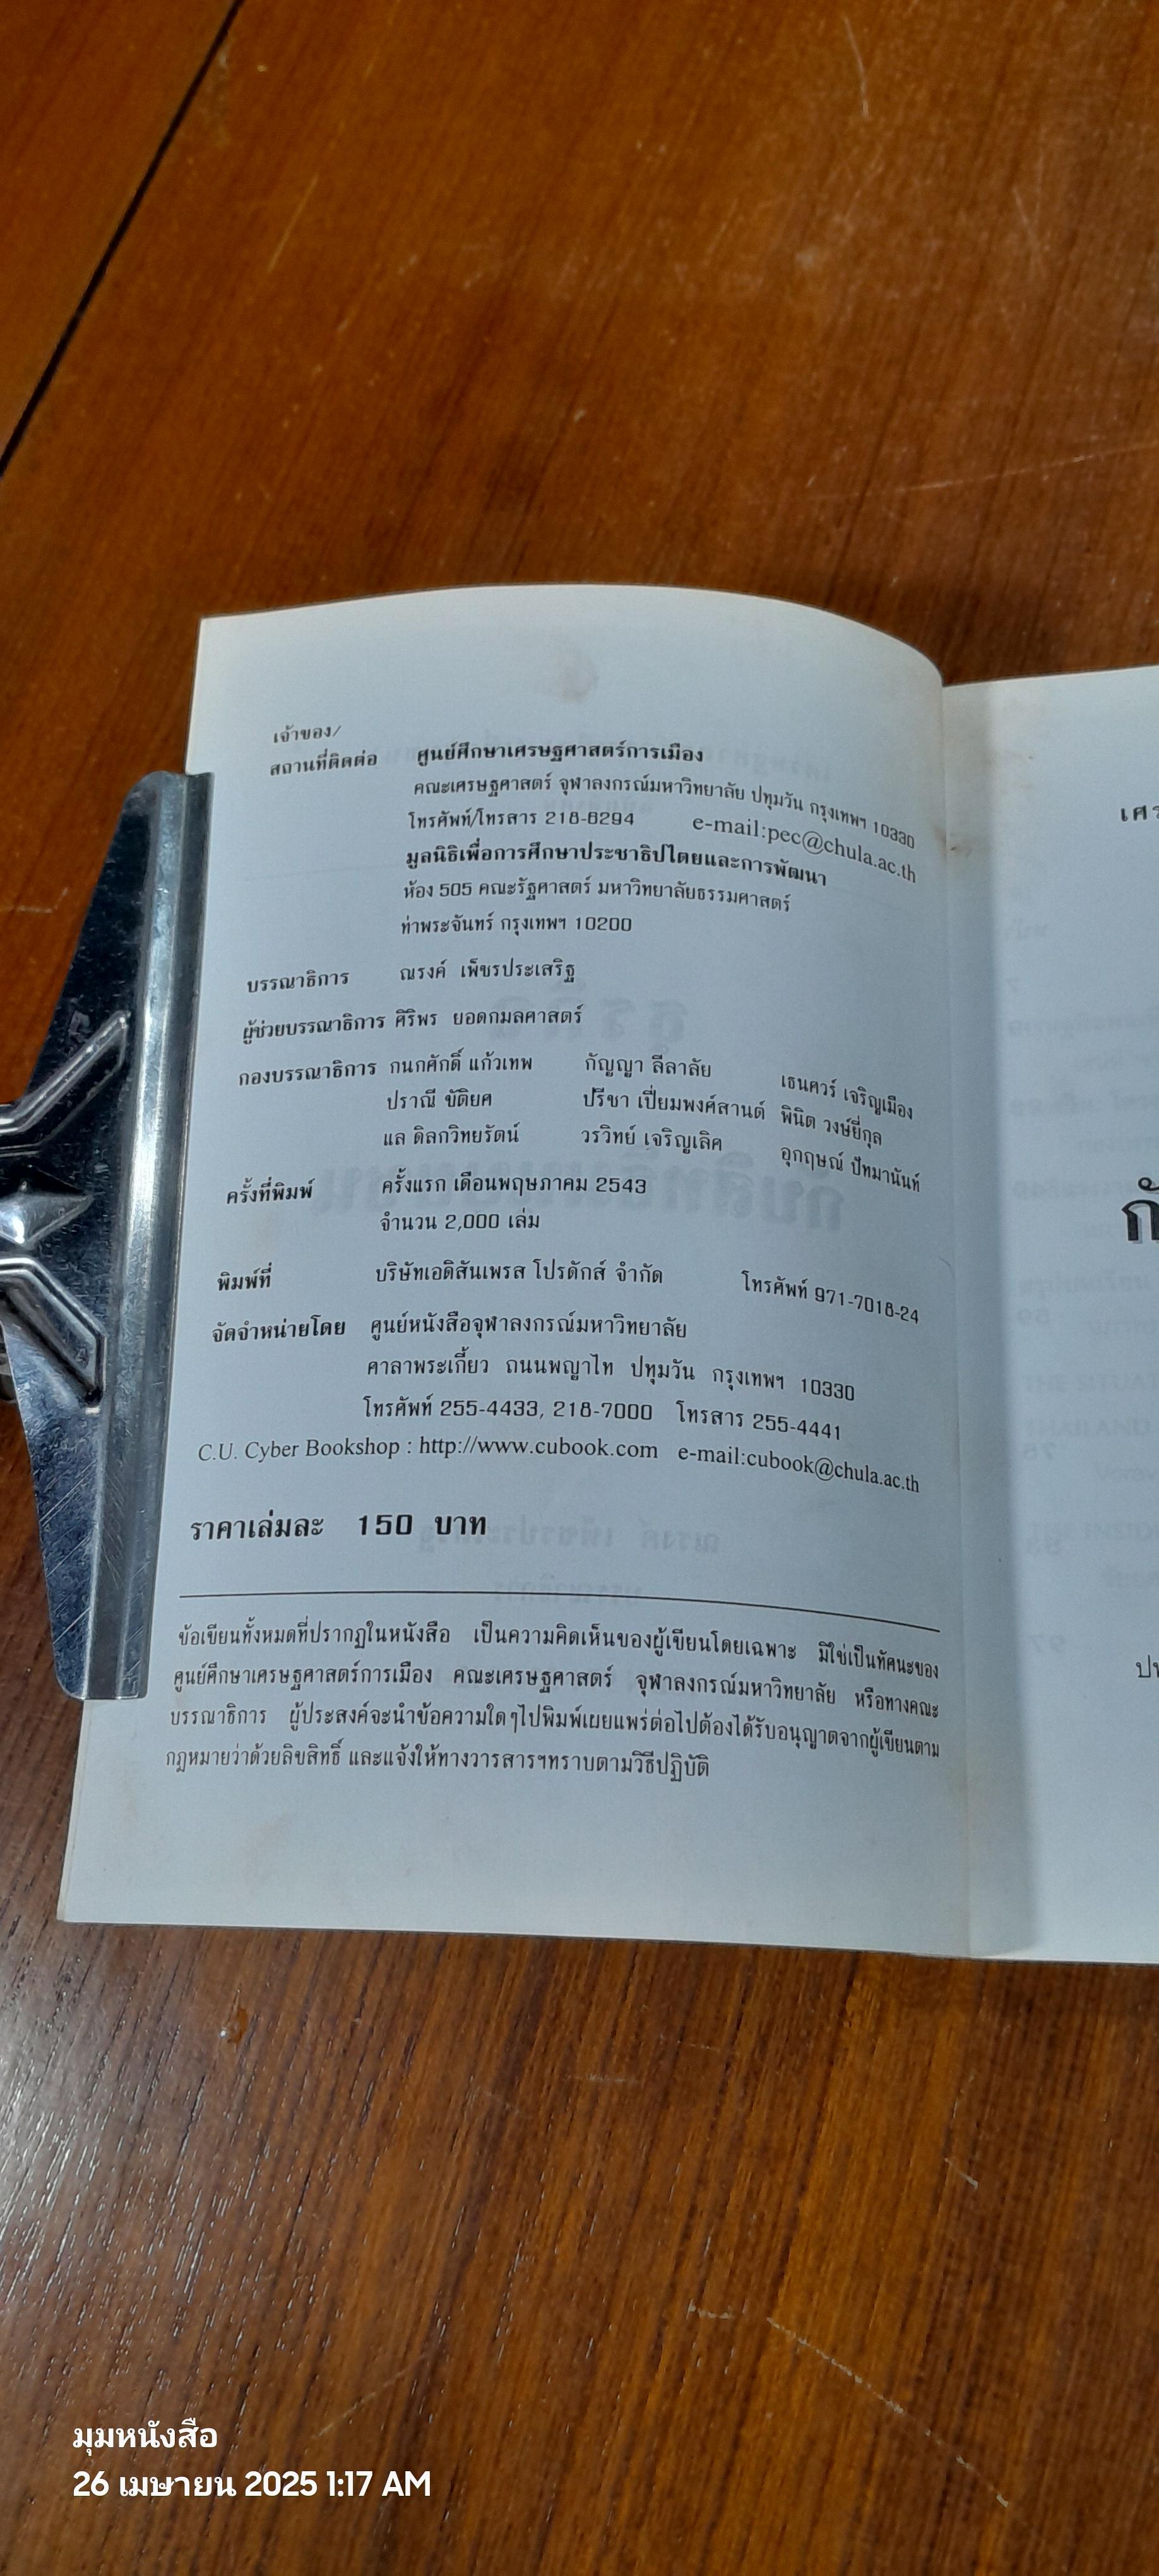 เจ้าของ/
สถานที่ติดต่อ ศูนย์ศึกษาเศรษฐศาสตร์การเมือง
คณะเศรษฐศาสตร์ จุฬาลงกรณ์มหาวิทยาลัย ปทุมวัน กรุงเทพฯ 10330
โทรศัพท์/โทรสาร 218-6294 e-mail:pec@chula.ac.th
มูลนิธิเพื่อการศึกษาประชาธิปไตยและการพัฒนา
ห้อง 505 คณะรัฐศาสตร์ มหาวิทยาลัยธรรมศาสตร์
ท่าพระจันทร์ กรุงเทพฯ 10200
บรรณาธิการ ณรงค์ เพ็ชรประเสริฐ
ผู้ช่วยบรรณาธิการ ศิริพร ยอดกมลศาสตร์
กองบรรณาธิการ กนกศักดิ์ แก้วเทพ กัญญา ลีลาลัย เธนศวร์ เจริญเมือง
ปราณี ขัติยศ ปรีชา เปี่ยมพงศ์สานต์ พินิต วงษ์ยี่กุล
แล ดิลกวิทยรัตน์ วรวิทย์ เจริญเลิศ อุกฤษณ์ ปัทมานันท์
ครั้งที่พิมพ์ ครั้งแรก เดือนพฤษภาคม 2543
จำนวน 2,000 เล่ม
พิมพ์ที่ บริษัทเอดิสันเพรส โปรดักส์ จำกัด โทรศัพท์ 971-7018-24
จัดจำหน่ายโดย ศูนย์หนังสือจุฬาลงกรณ์มหาวิทยาลัย
ศาลาพระเกี้ยว ถนนพญาไท ปทุมวัน กรุงเทพฯ 10330
โทรศัพท์ 255-4433, 218-7000 โทรสาร 255-4441
C.U. Cyber Bookshop : http://www.cubook.com e-mail:cubook@chula.ac.th
ราคาเล่มละ 150 บาท
ข้อเขียนทั้งหมดที่ปรากฏในหนังสือ เป็นความคิดเห็นของผู้เขียนโดยเฉพาะ มิใช่เป็นทัศนะของ
ศูนย์ศึกษาเศรษฐศาสตร์การเมือง คณะเศรษฐศาสตร์ จุฬาลงกรณ์มหาวิทยาลัย หรือทางคณะ
บรรณาธิการ ผู้ประสงค์จะนำข้อความใดๆไปพิมพ์เผยแพร่ต่อไปต้องได้รับอนุญาตจากผู้เขียนตาม
กฎหมายว่าด้วยลิขสิทธิ์ และแจ้งให้ทางวารสารฯทราบตามวิธีปฏิบัติ
เศร
กั
ปท
มุมหนังสือ
26 เมษายน 2025 1:17 AM